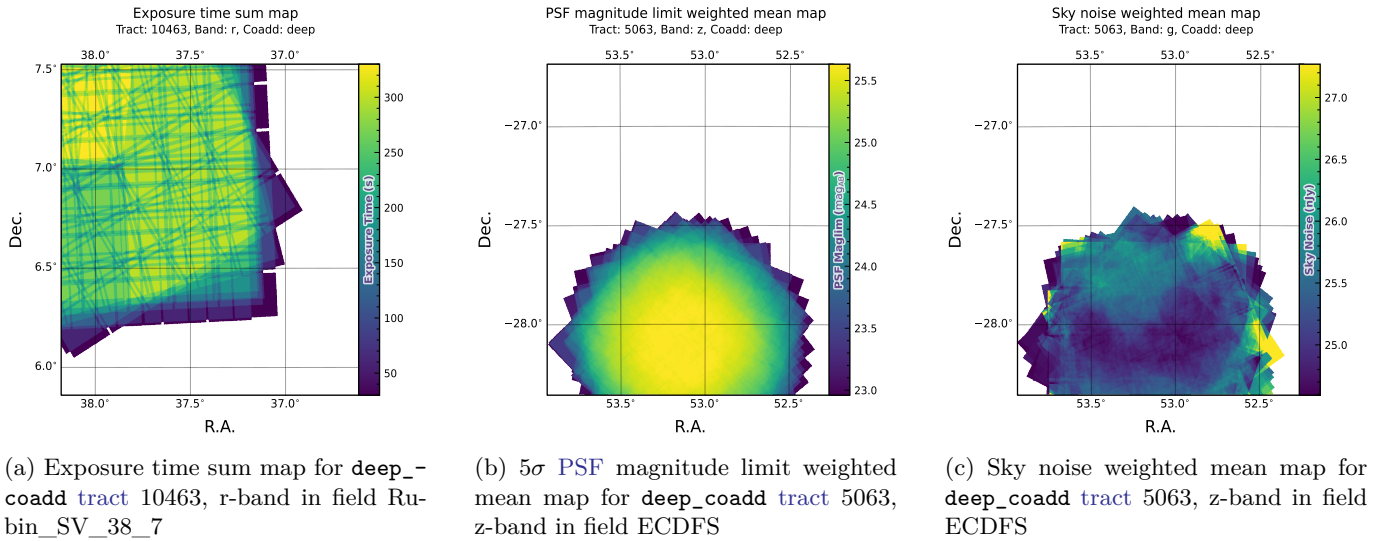 Exposure time sum map
Tract: 10463, Band: r, Coadd: deep
38.0°
37.5°
37.0°
7.5°
7.0°
6.5°
6.0°
Dec.
38.0°
37.5°
37.0°
R.A.
300
250
200
150
100
50
Exposure Time (s)
PSF magnitude limit weighted mean map
Tract: 5063, Band: z, Coadd: deep
53.5°
53.0°
52.5°
−27.0°
−27.5°
−28.0°
Dec.
53.5°
53.0°
52.5°
R.A.
25.5
25.0
24.5
24.0
23.5
23.0
PSF Maglim (mag_AB)
Sky noise weighted mean map
Tract: 5063, Band: g, Coadd: deep
53.5°
53.0°
52.5°
−27.0°
−27.5°
−28.0°
Dec.
53.5°
53.0°
52.5°
R.A.
27.0
26.5
26.0
25.5
25.0
Sky Noise (nJy)
(a) Exposure time sum map for deep_-
coadd tract 10463, r-band in field Ru-
bin_SV_38_7
(b) 5σ PSF magnitude limit weighted
mean map for deep_coadd tract 5063,
z-band in field ECDFS
(c) Sky noise weighted mean map for
deep_coadd tract 5063, z-band in field
ECDFS